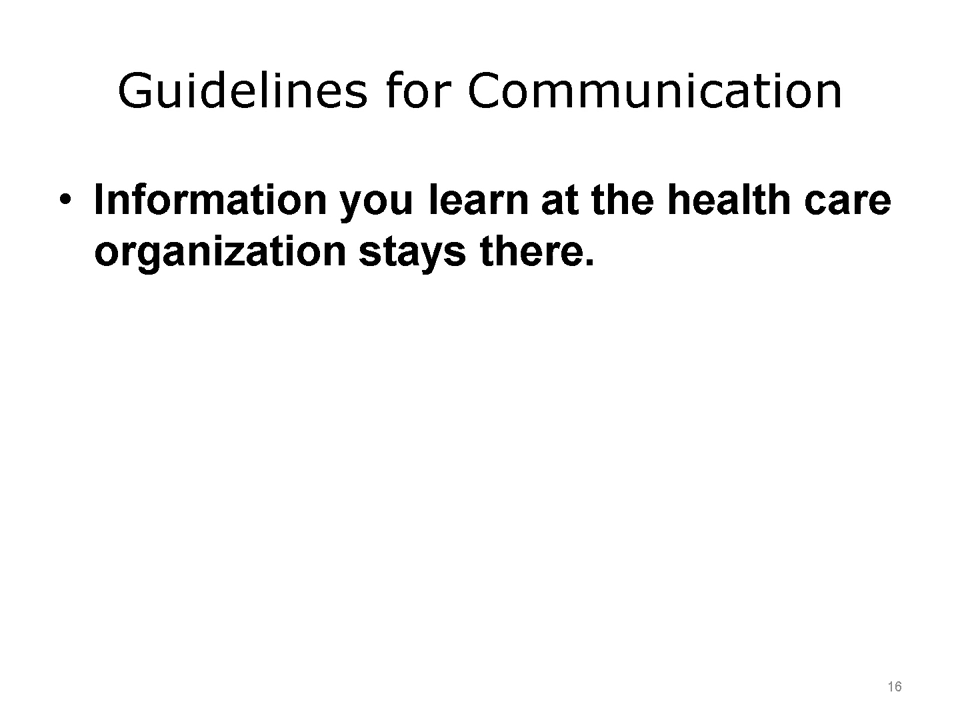 Guidelines for Communication
• Information you learn at the health care
organization stays there.
16